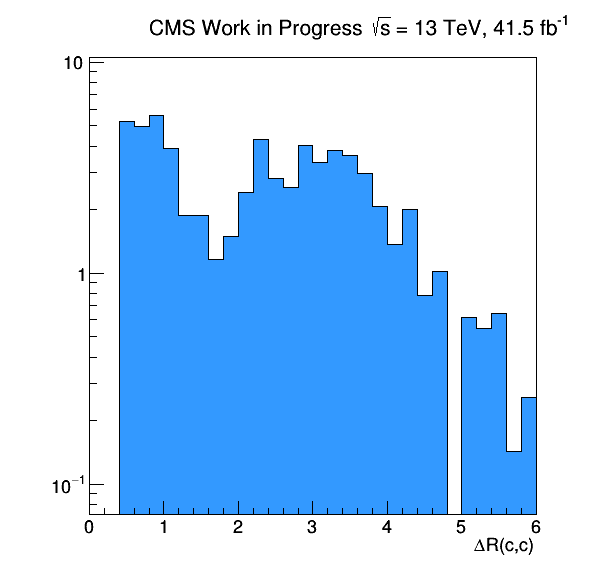 CMS Work in Progress √s = 13 TeV, 41.5 fb⁻¹
10
1
10⁻¹
0 1 2 3 4 5 6
ΔR(c,c)